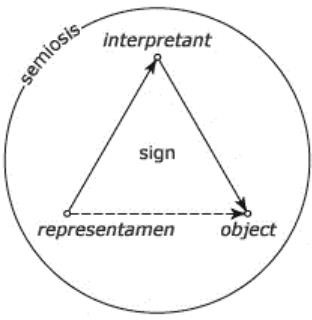 semiosis
interpretant
sign
representamen
object